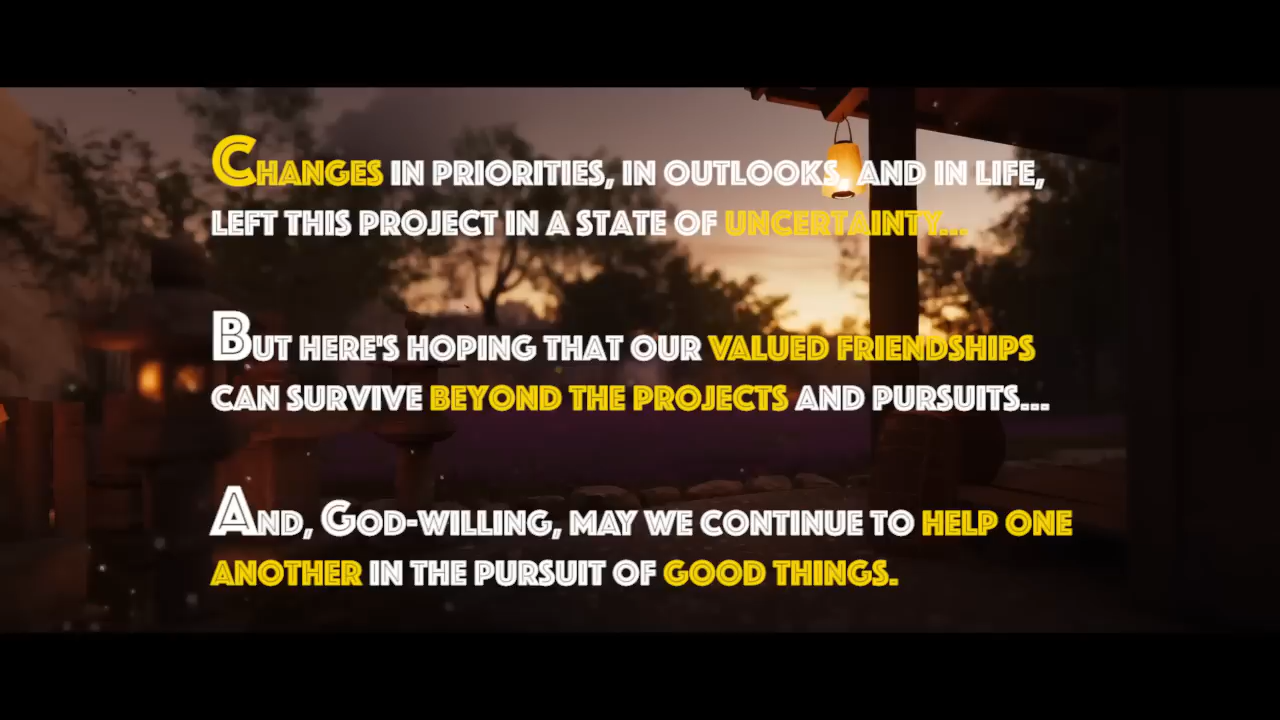 Changes in priorities, in outlooks, and in life,
left this project in a state of uncertainty...
But here's hoping that our valued friendships
can survive beyond the projects and pursuits...
And, God-willing, may we continue to help one
another in the pursuit of good things.